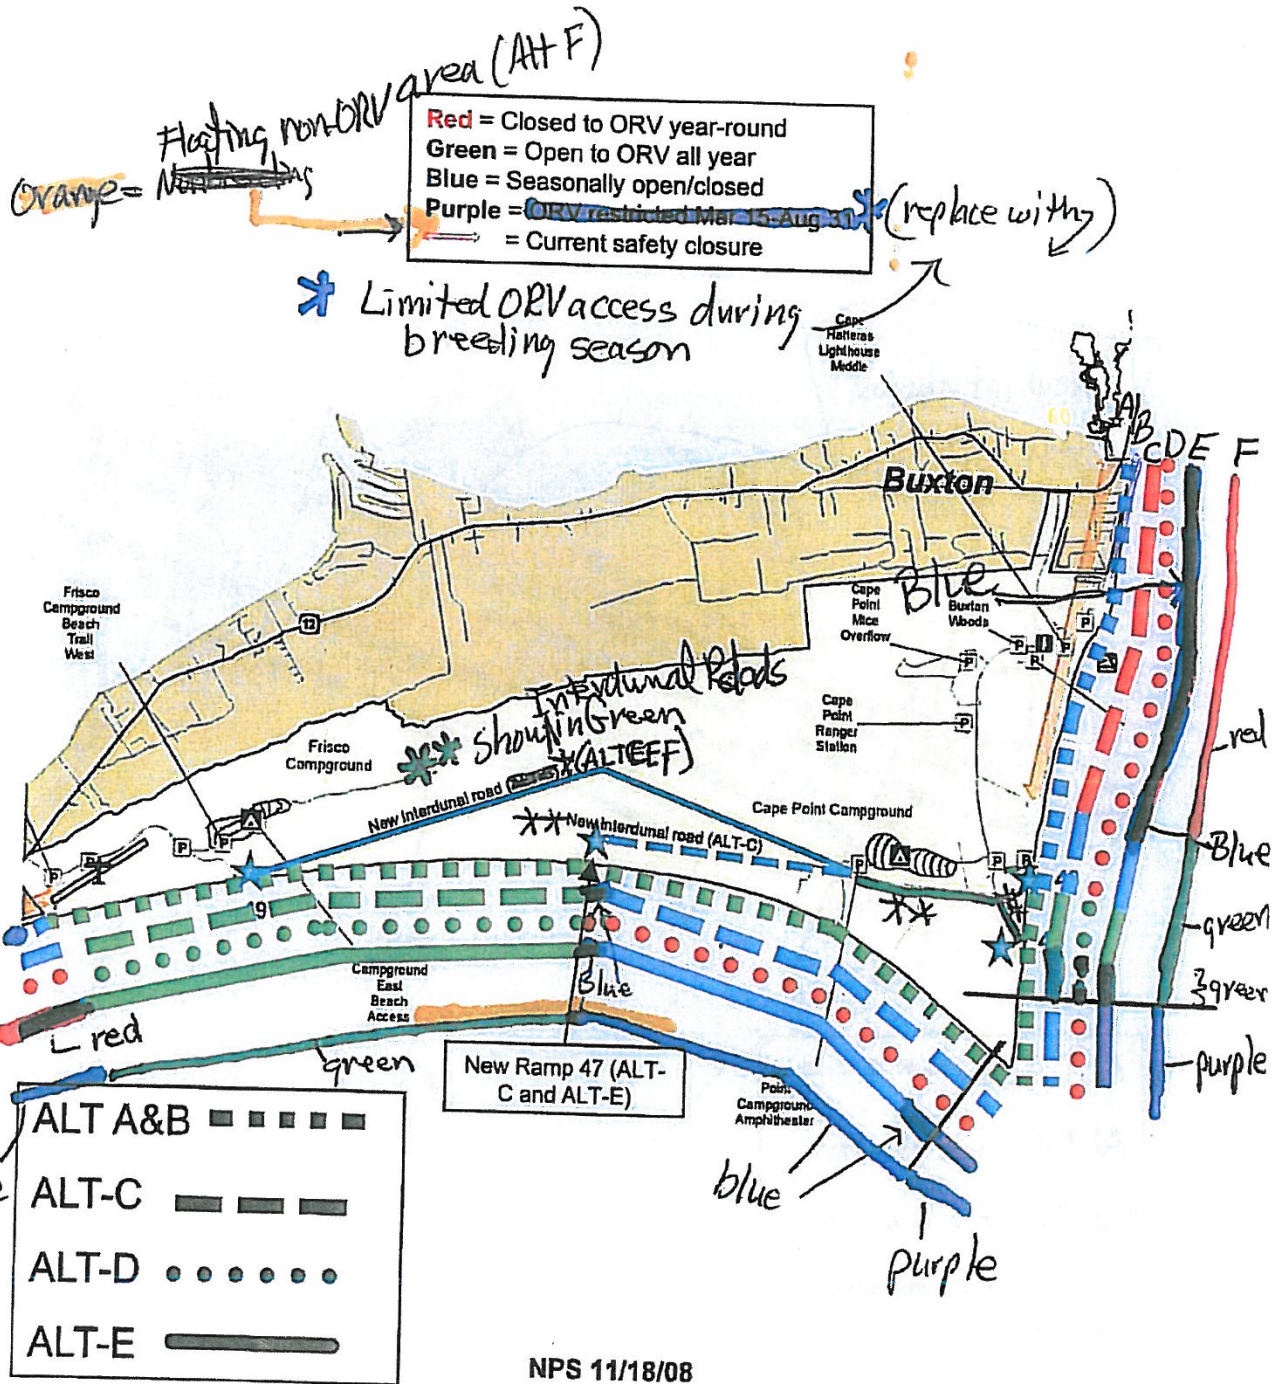 Floating non-ORV area (Alt F)
Orange =
Red = Closed to ORV year-round
Green = Open to ORV all year
Blue = Seasonally open/closed
Purple = ORV restricted Mar 15-Aug 31
(replace with
= Current safety closure
Limited ORV access during
breeding season
Cape
Hatteras
Lighthouse
Middle
A
B
C D E F
Buxton
Frisco
Campground
Beach
Trail
West
12
Blue
Cape
Point
Mice
Overflow
Buxton
Woods
P
P
P
P
P
Interdunal Roads
show in Green
(ALT E E F)
Cape
Point
Ranger
Station
P
red
Frisco
Campground
New Interdunal road
Cape Point Campground
New Interdunal road (ALT-C)
P
P
P
P
P
P
P
Blue
9
green
Campground
East
Beach
Access
Blue
green
red
green
New Ramp 47 (ALT-
C and ALT-E)
Point
Campground
Amphitheater
purple
blue
purple
ALT A&B
ALT-C
ALT-D
ALT-E
NPS 11/18/08